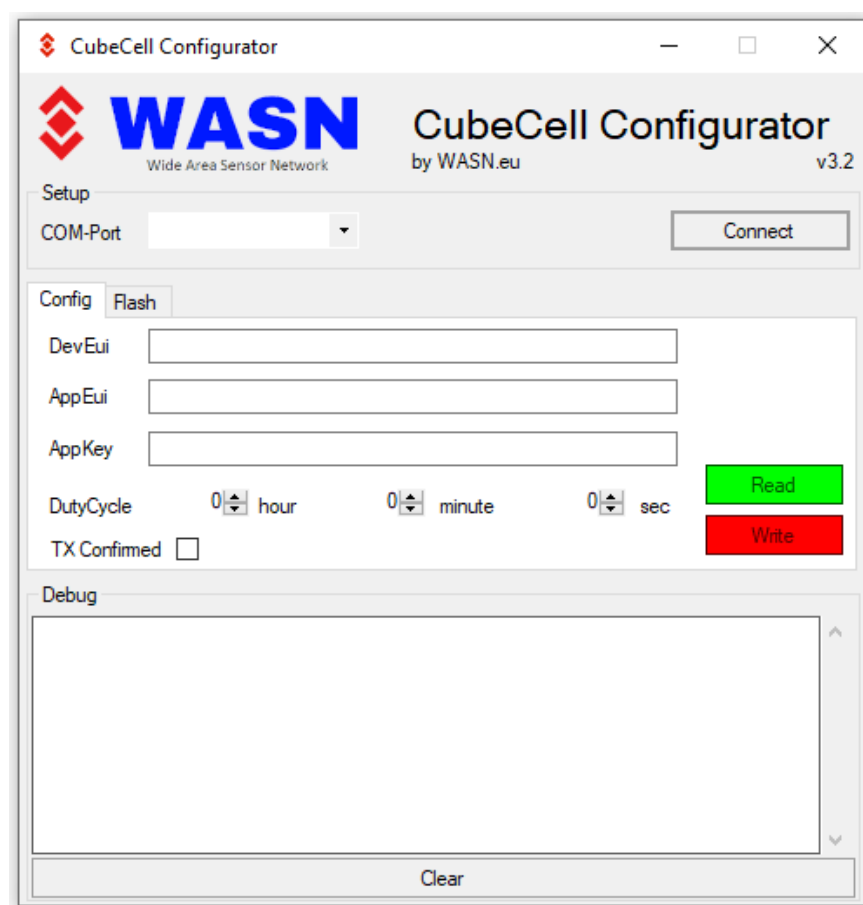 CubeCell Configurator
WASN
Wide Area Sensor Network
CubeCell Configurator
by WASN.eu v3.2
Setup
COM-Port Connect
Config Flash
DevEui
AppEui
AppKey
Read
DutyCycle 0 hour 0 minute 0 sec
Write
TX Confirmed
Debug
Clear